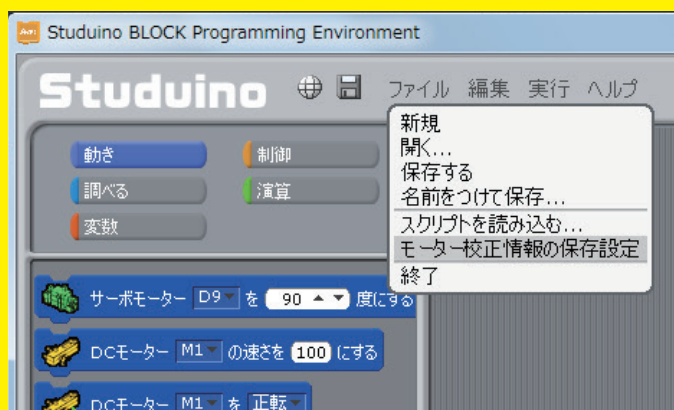 Studuino BLOCK Programming Environment
Studuino ファイル 編集 実行 ヘルプ
新規
開く...
保存する
名前をつけて保存...
スクリプトを読み込む...
モーター校正情報の保存設定
終了
動き 制御
調べる 演算
変数
サーボモーター D9 を 90 度にする
DCモーター M1 の速さを 100 にする
DCモーター M1 を 正転